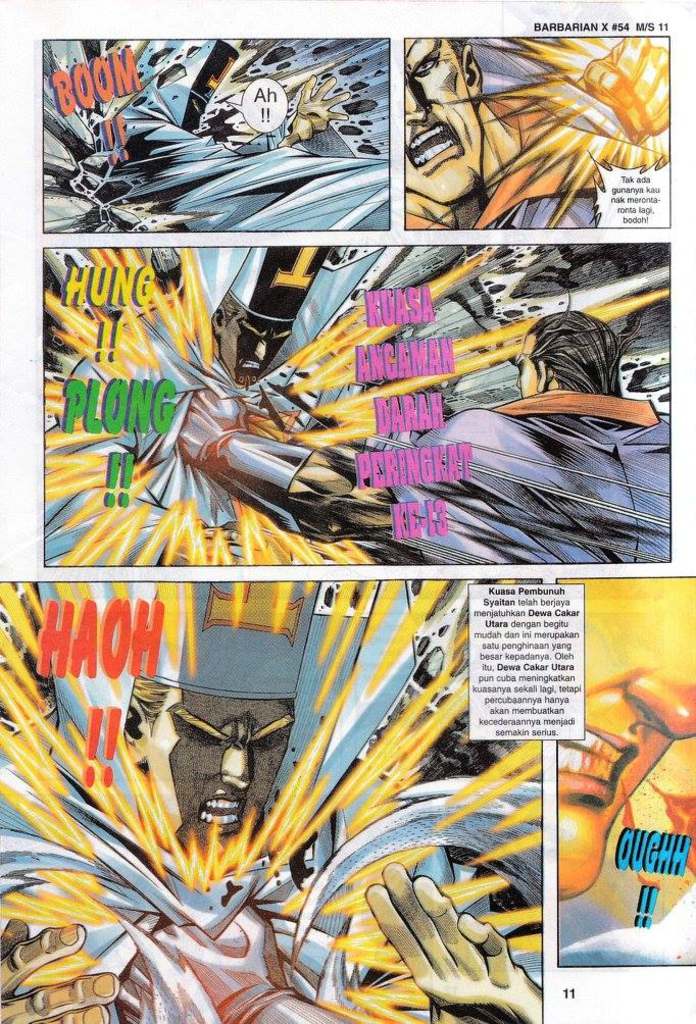 BARBARIAN X #54 M/S 11
BOOM
!!
Ah
!!
Tak ada
gunanya kau
nak meronta-
ronta lagi,
bodoh!
HUNG
!!
PLONG
!!
KUASA
ANCAMAN
DARAH
PERINGKAT
KE-13
HAOH
!!
Kuasa Pembunuh
Syaitan telah berjaya
menjatuhkan Dewa Cakar
Utara dengan begitu
mudah dan ini merupakan
satu penghinaan yang
besar kepadanya. Oleh
itu, Dewa Cakar Utara
pun cuba meningkatkan
kuasanya sekali lagi, tetapi
percubaannya hanya
akan membuatkan
kecederaannya menjadi
semakin serius.
OUGHH
!!
11